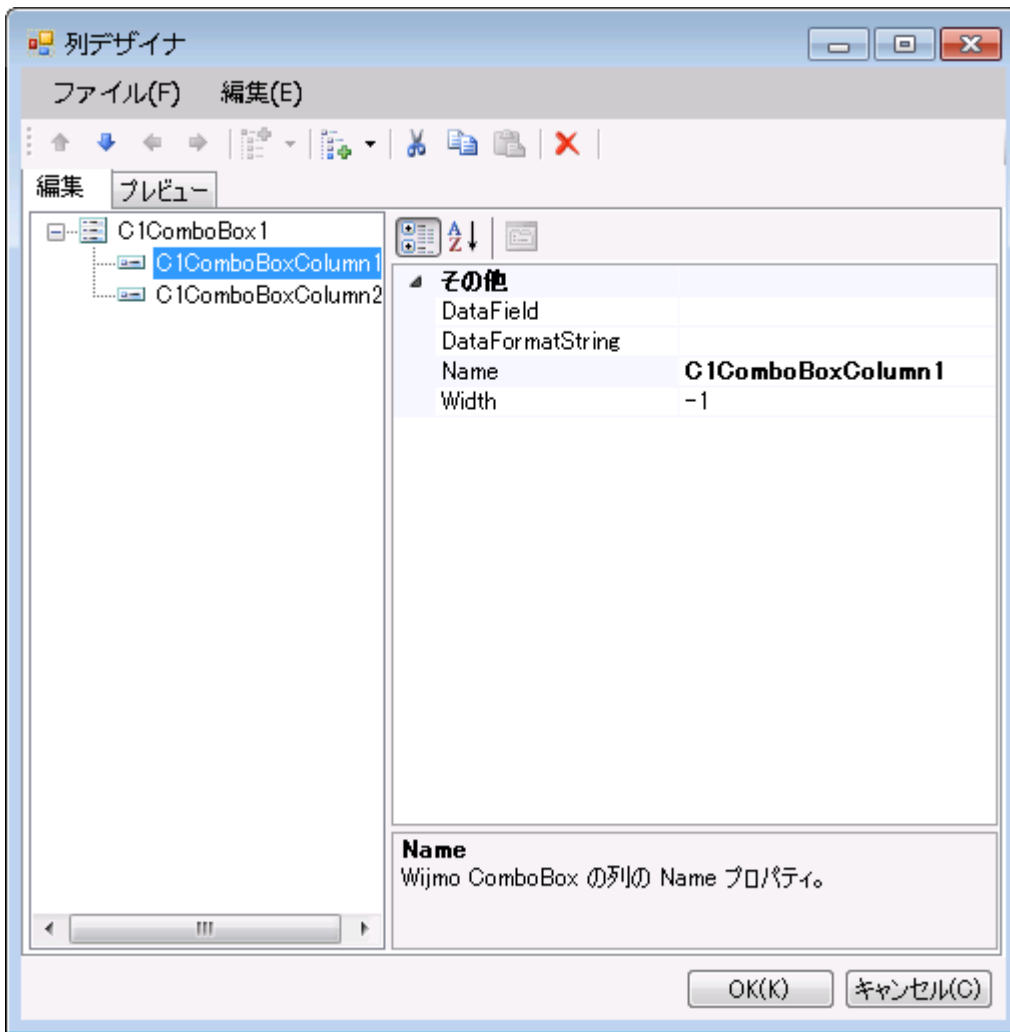 列デザイナ
ファイル(F) 編集(E)
編集 プレビュー
C1ComboBox1
C1ComboBoxColumn1
C1ComboBoxColumn2
その他
DataField
DataFormatString
Name C1ComboBoxColumn1
Width -1
Name
Wijmo ComboBox の列の Name プロパティ。
OK(K) キャンセル(C)